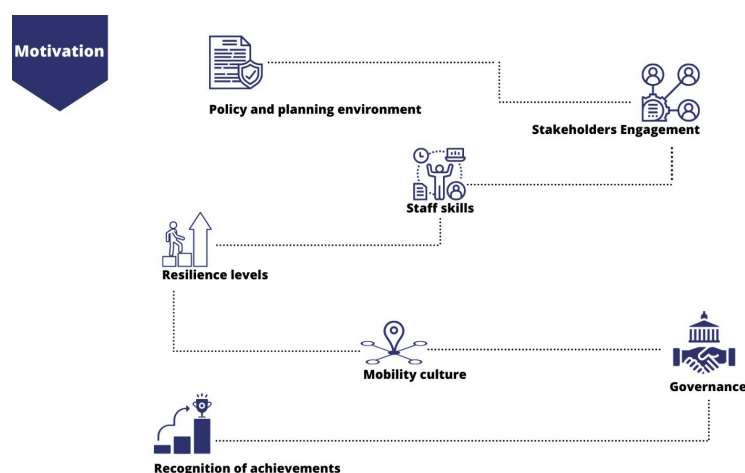 Motivation
Policy and planning environment
Stakeholders Engagement
Staff skills
Resilience levels
Mobility culture
Governance
Recognition of achievements